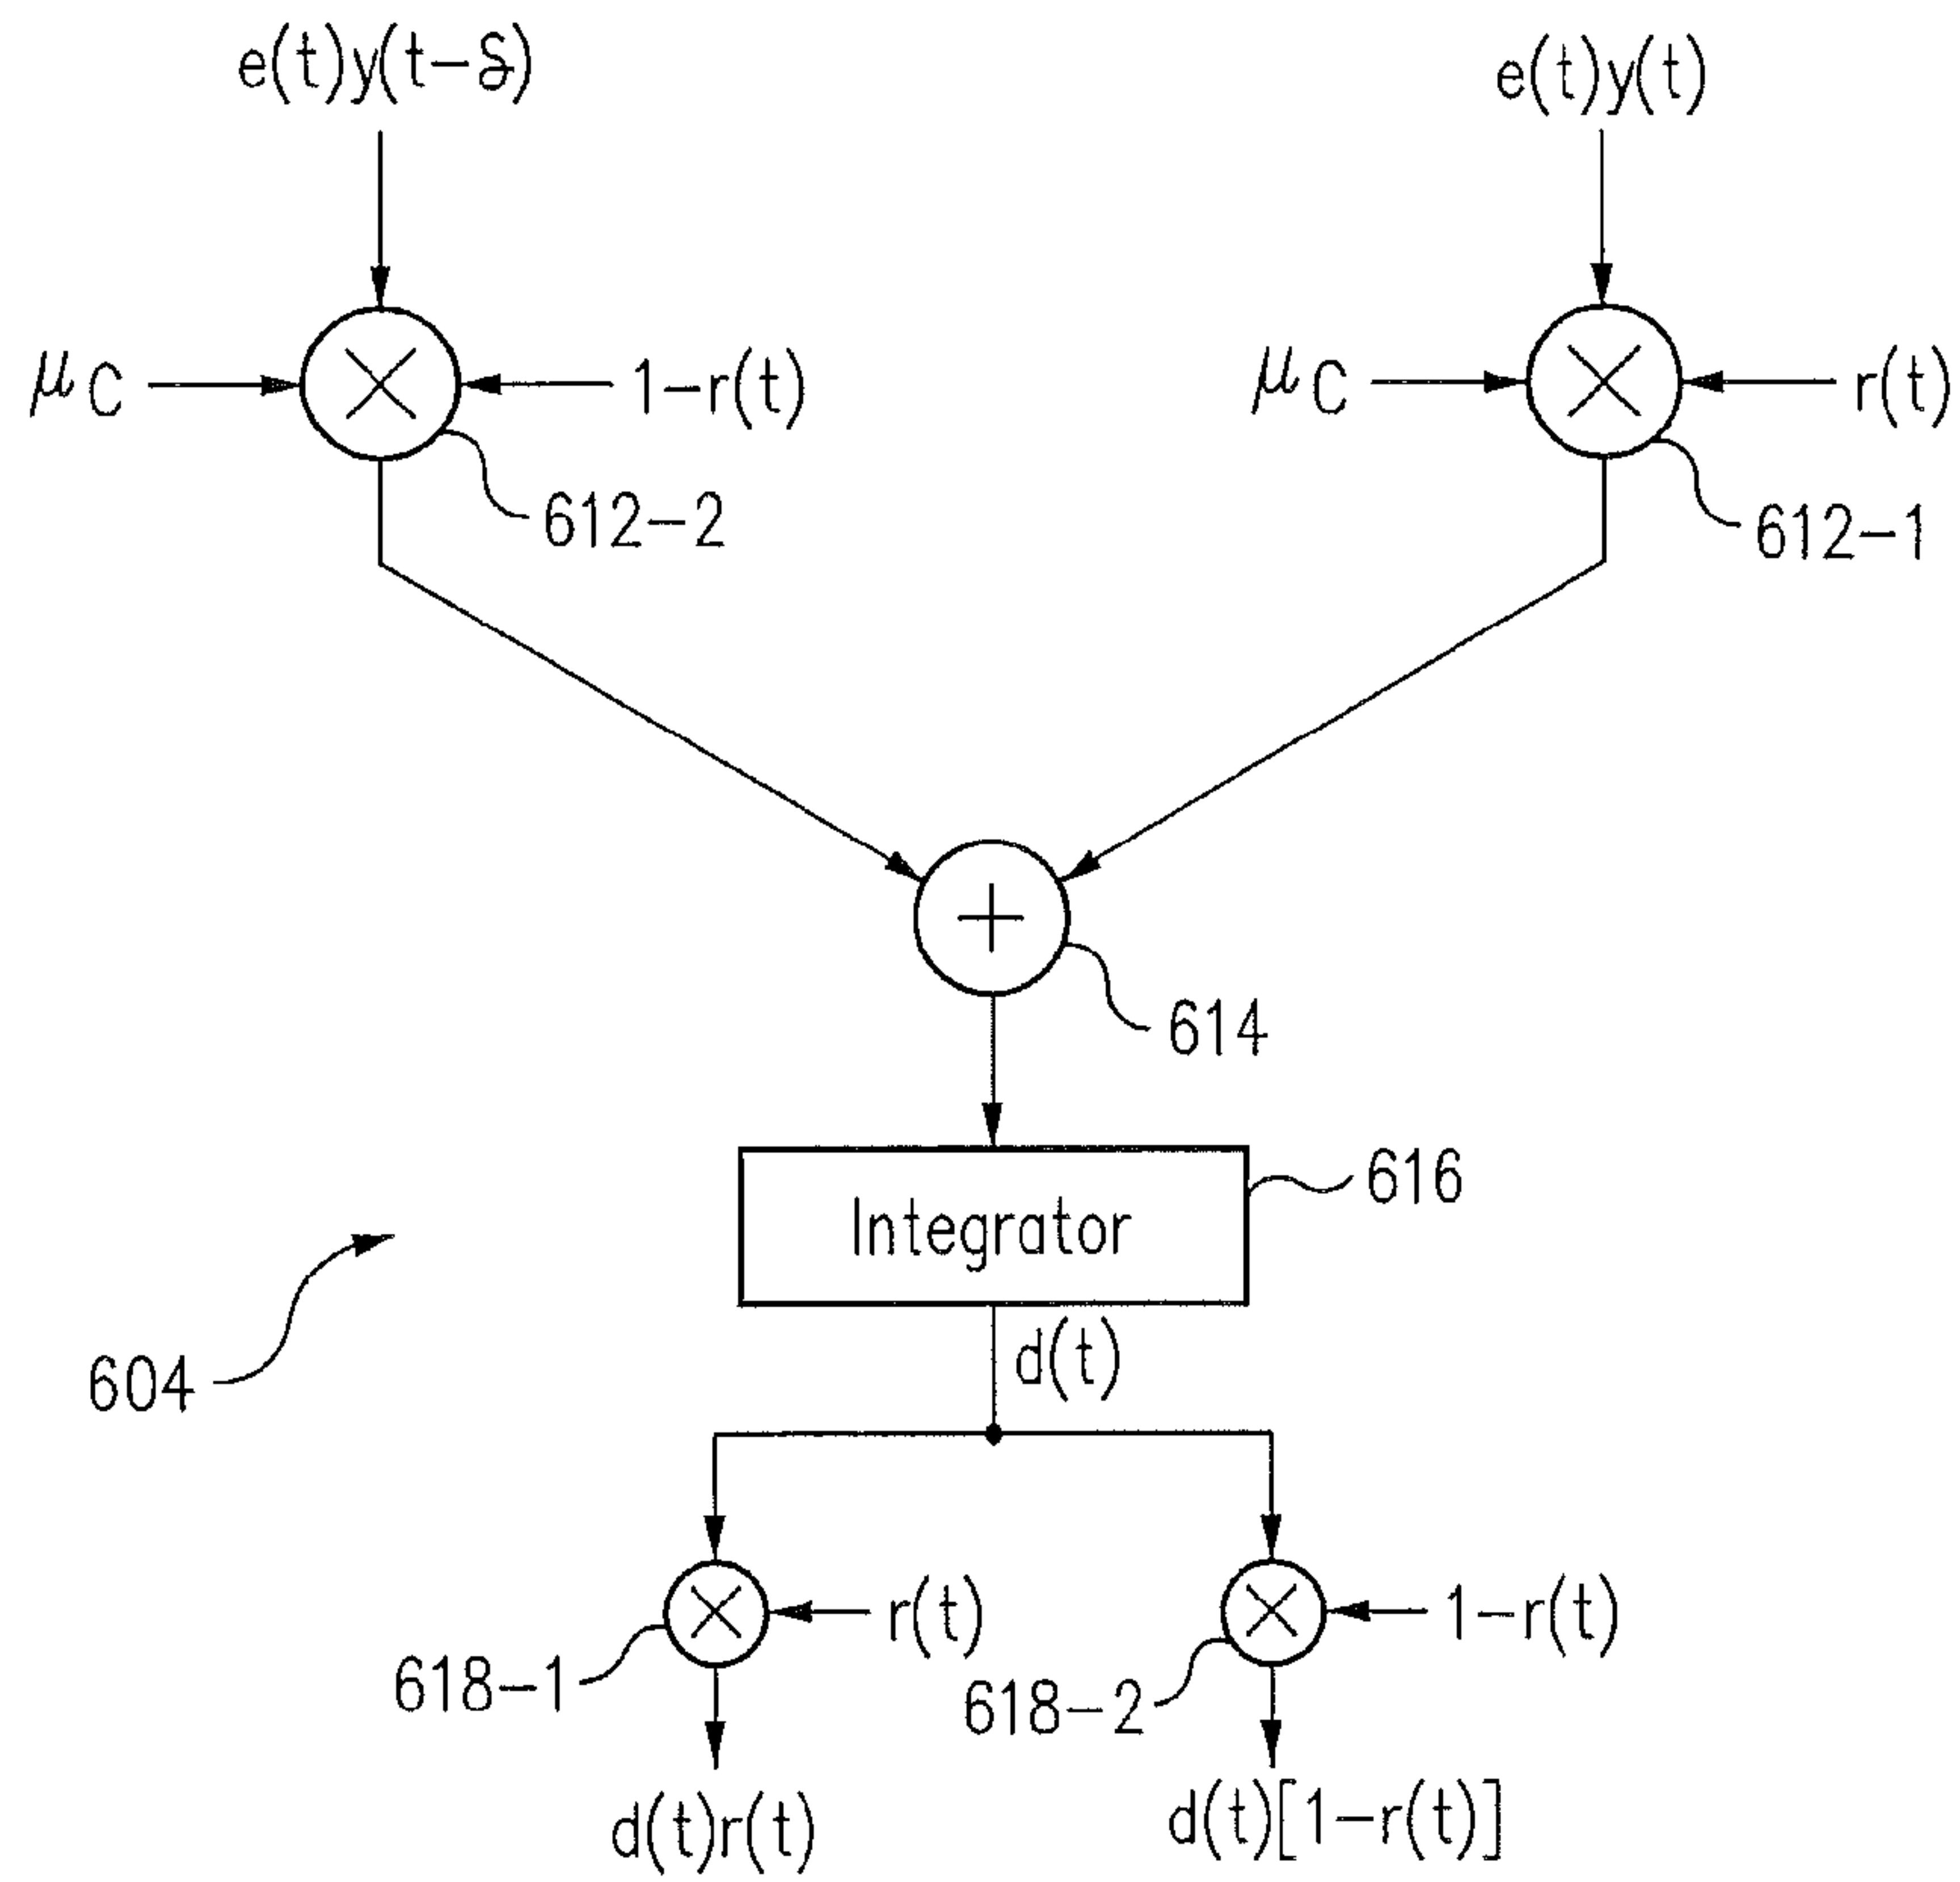 e(t)y(t-δ)
e(t)y(t)
μC
1-r(t)
μC
r(t)
612-2
612-1
614
616
Integrator
604
d(t)
r(t)
1-r(t)
618-1
618-2
d(t)r(t)
d(t)[1-r(t)]